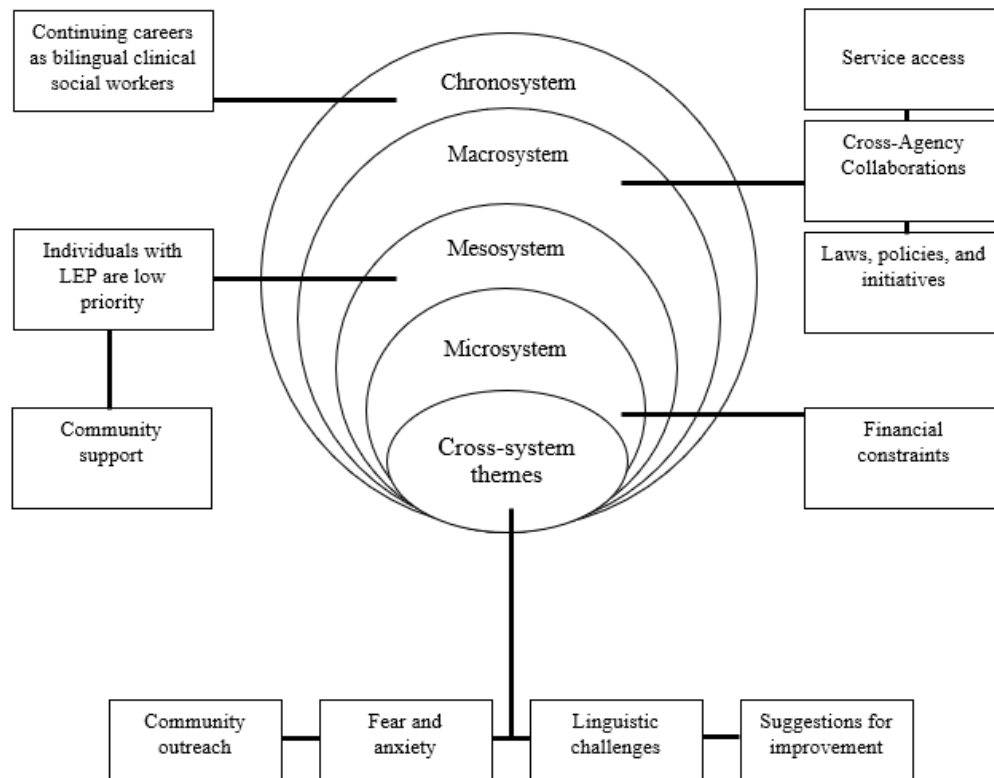 Continuing careers
as bilingual clinical
social workers
Chronosystem
Service access
Macrosystem
Cross-Agency
Collaborations
Individuals with
LEP are low
priority
Mesosystem
Laws, policies, and
initiatives
Microsystem
Community
support
Cross-system
themes
Financial
constraints
Community
outreach
Fear and
anxiety
Linguistic
challenges
Suggestions for
improvement